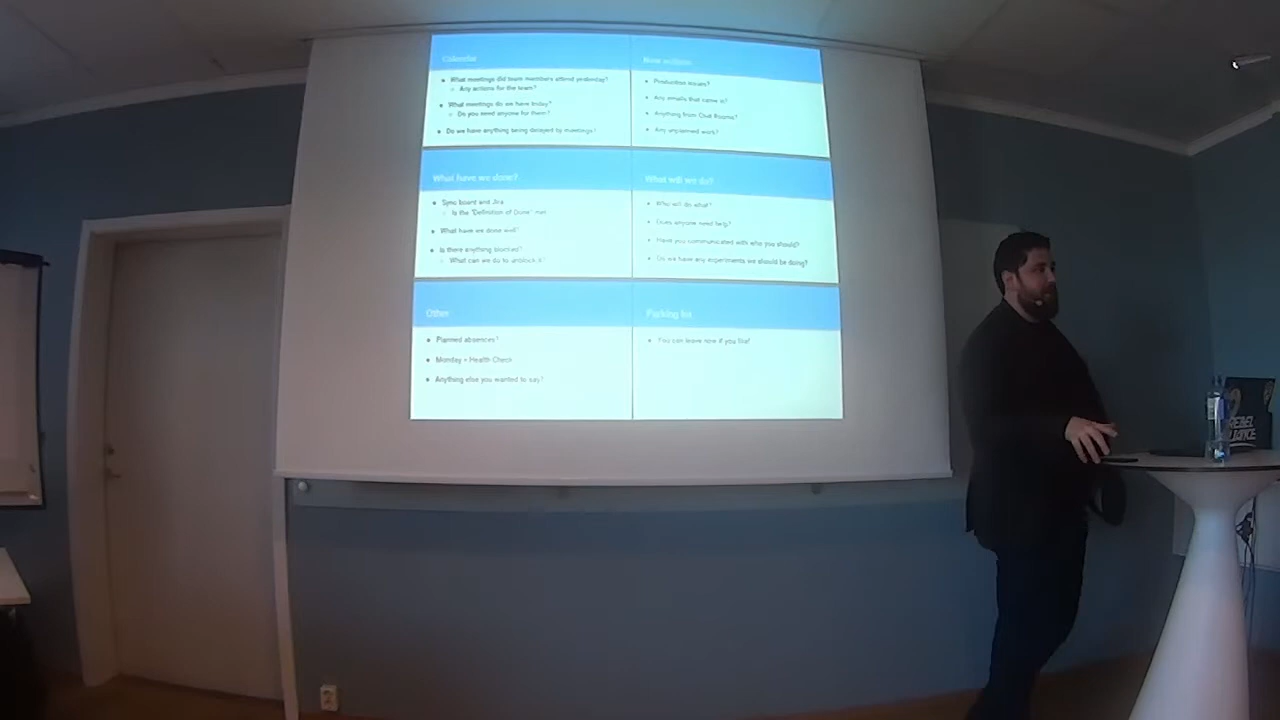 Calendar
What meetings did team members attend yesterday?
Any actions for the team?
What meetings do we have today?
Do you need anyone for them?
Do we have anything being delayed by meetings?
New actions
Production issues?
Any emails that came in?
Anything from Chat Rooms?
Any unplanned work?
What have we done?
Sync board and Jira
Is the "Definition of Done" met
What have we done well?
Is there anything blocked?
What can we do to unblock it?
What will we do?
Who will do what?
Does anyone need help?
Have you communicated with who you should?
Do we have any experiments we should be doing?
Other
Planned absences?
Monday = Health Check
Anything else you wanted to say?
Parking lot
You can leave now if you like!
REBEL